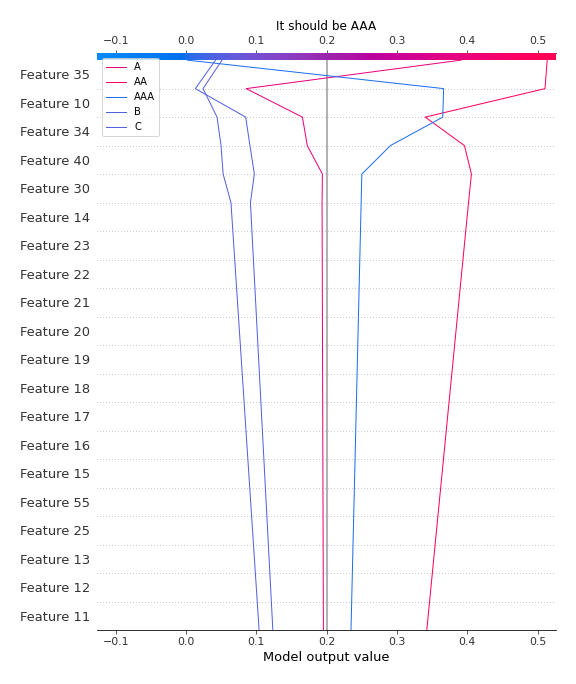 It should be AAA
−0.1 0.0 0.1 0.2 0.3 0.4 0.5
A
AA
AAA
B
C
Feature 35
Feature 10
Feature 34
Feature 40
Feature 30
Feature 14
Feature 23
Feature 22
Feature 21
Feature 20
Feature 19
Feature 18
Feature 17
Feature 16
Feature 15
Feature 55
Feature 25
Feature 13
Feature 12
Feature 11
−0.1 0.0 0.1 0.2 0.3 0.4 0.5
Model output value